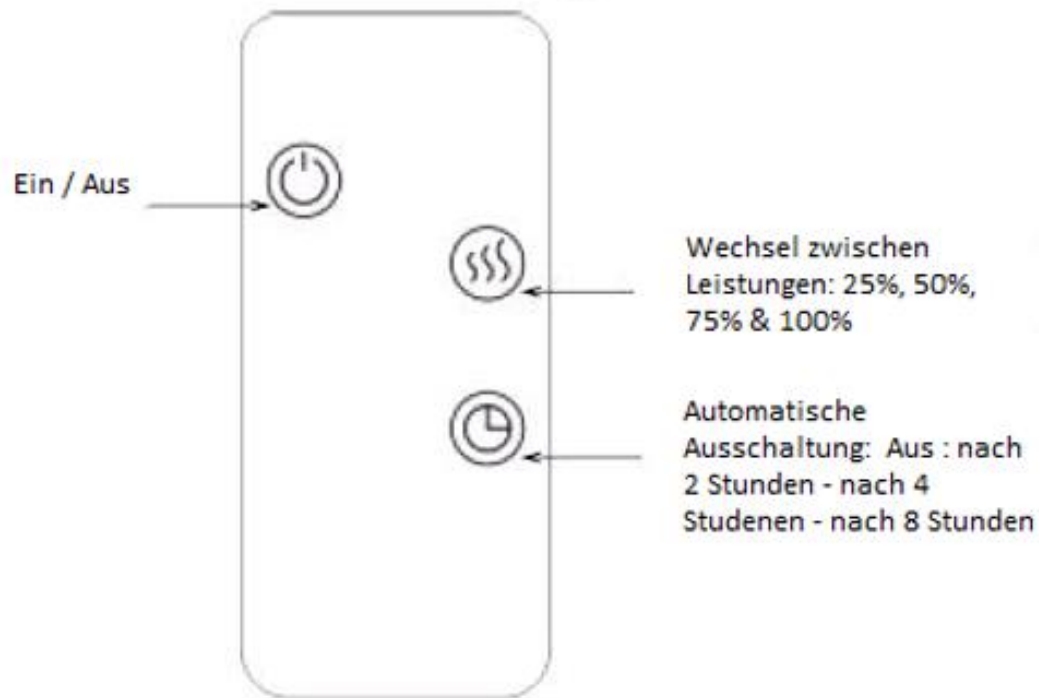 Ein / Aus
Wechsel zwischen
Leistungen: 25%, 50%,
75% & 100%
Automatische
Ausschaltung:  Aus : nach
2 Stunden - nach 4
Studenen - nach 8 Stunden